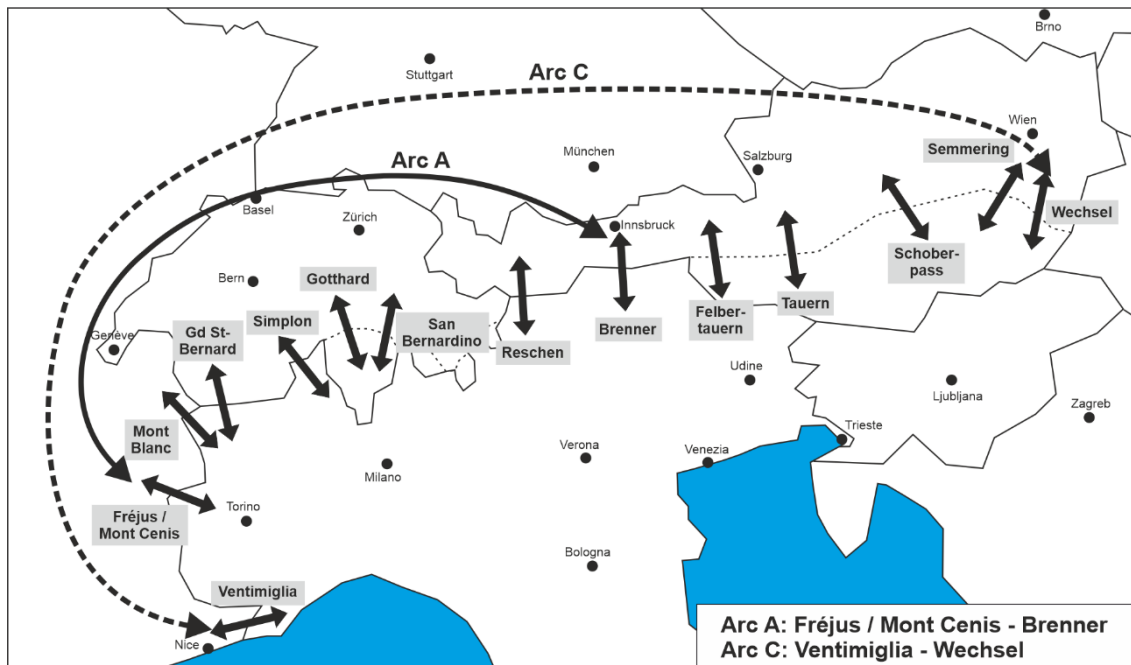 Brno
Stuttgart
Arc C
Wien
Semmering
München
Salzburg
Arc A
Basel
Zürich
Innsbruck
Wechsel
Schober-
pass
Bern
Gotthard
Genève
Gd St-
Bernard
Simplon
San
Bernardino
Reschen
Brenner
Felber-
tauern
Tauern
Udine
Ljubljana
Zagreb
Mont
Blanc
Trieste
Milano
Verona
Venezia
Fréjus /
Mont Cenis
Torino
Bologna
Ventimiglia
Nice
Arc A: Fréjus / Mont Cenis - Brenner
Arc C: Ventimiglia - Wechsel